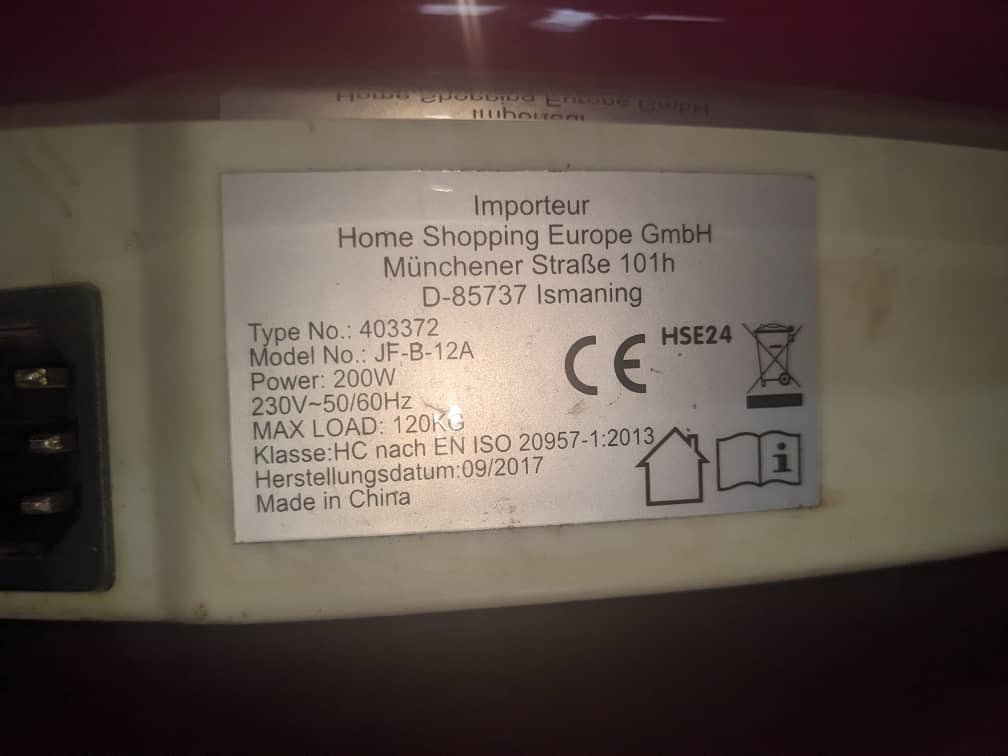 Importeur
Home Shopping Europe GmbH
Münchener Straße 101h
D-85737 Ismaning
Type No.: 403372
Model No.: JF-B-12A
Power: 200W
230V~50/60Hz
MAX LOAD: 120KG
Klasse:HC nach EN ISO 20957-1:2013
Herstellungsdatum:09/2017
Made in China
CE
HSE24
i